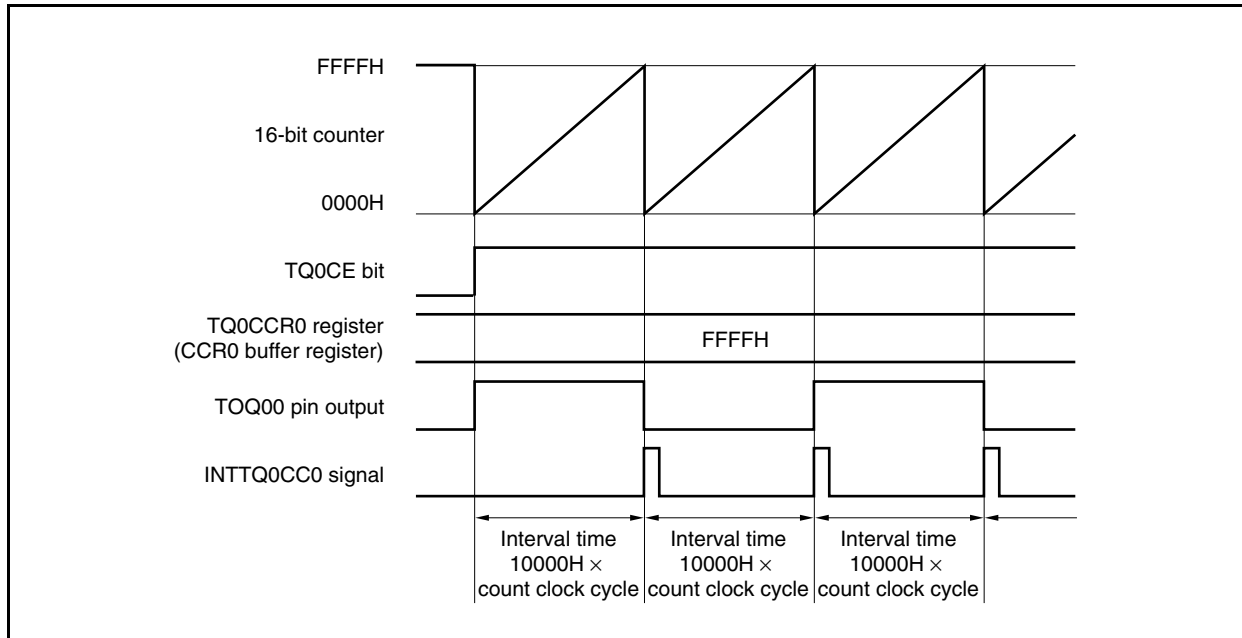 FFFFH
16-bit counter
0000H
TQ0CE bit
TQ0CCR0 register
(CCR0 buffer register)
FFFFH
TOQ00 pin output
INTTQ0CC0 signal
Interval time
10000H ×
count clock cycle
Interval time
10000H ×
count clock cycle
Interval time
10000H ×
count clock cycle